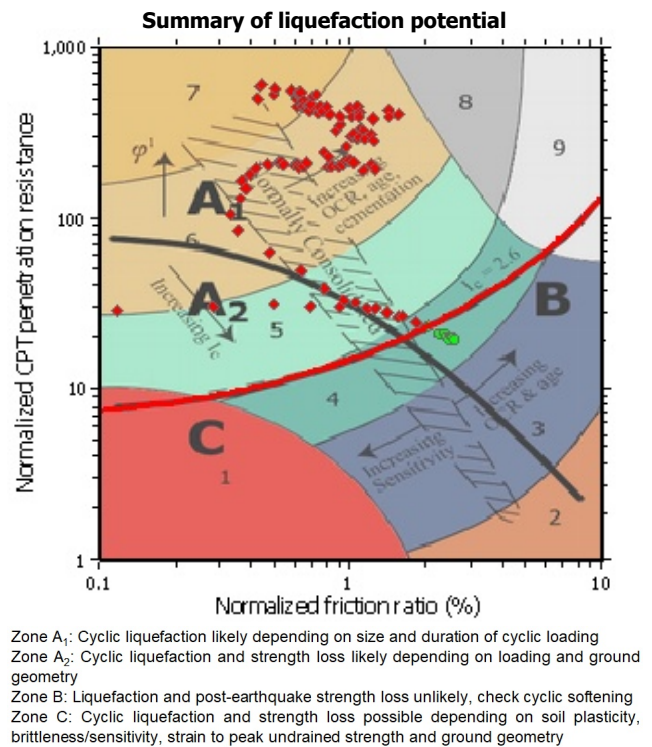 Summary of liquefaction potential
1,000
100
10
1
0.1
1
10
Normalized CPT penetration resistance
Normalized friction ratio (%)
7
8
9
φ'
A1
6
A2
5
Increasing Ic
Normally Consolidated
Increasing
OCR, age,
cementation
Ic = 2.6
B
4
C
1
Increasing
OCR & age
3
Increasing
Sensitivity
2
Zone A1: Cyclic liquefaction likely depending on size and duration of cyclic loading
Zone A2: Cyclic liquefaction and strength loss likely depending on loading and ground
geometry
Zone B: Liquefaction and post-earthquake strength loss unlikely, check cyclic softening
Zone C: Cyclic liquefaction and strength loss possible depending on soil plasticity,
brittleness/sensitivity, strain to peak undrained strength and ground geometry